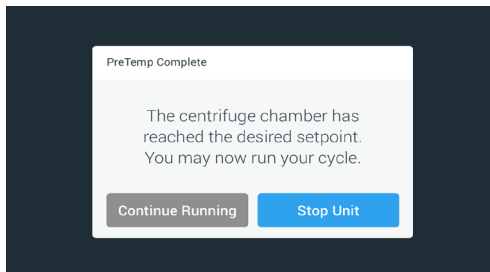 PreTemp Complete
The centrifuge chamber has
reached the desired setpoint.
You may now run your cycle.
Continue Running
Stop Unit